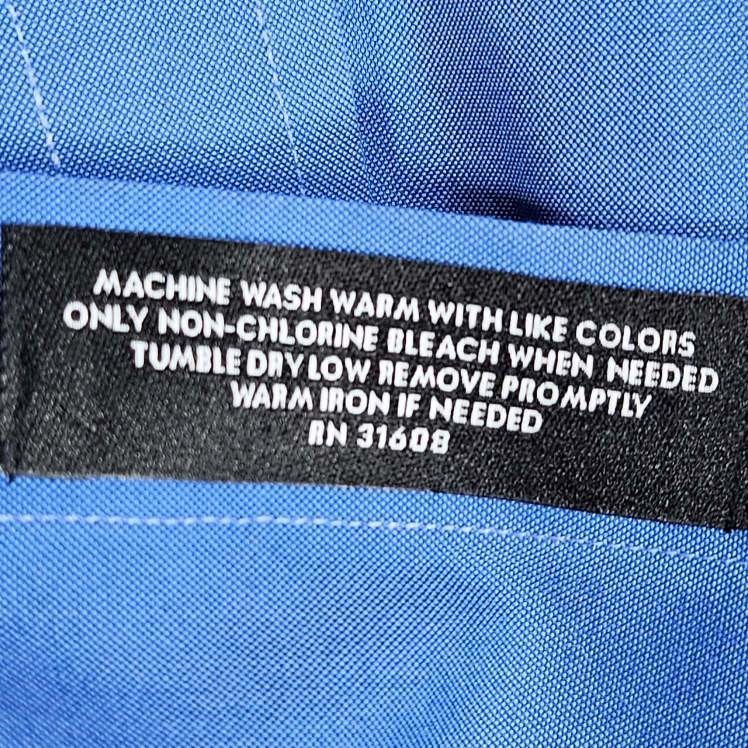 MACHINE WASH WARM WITH LIKE COLORS
ONLY NON-CHLORINE BLEACH WHEN NEEDED
TUMBLE DRY LOW REMOVE PROMPTLY
WARM IRON IF NEEDED
RN 31608